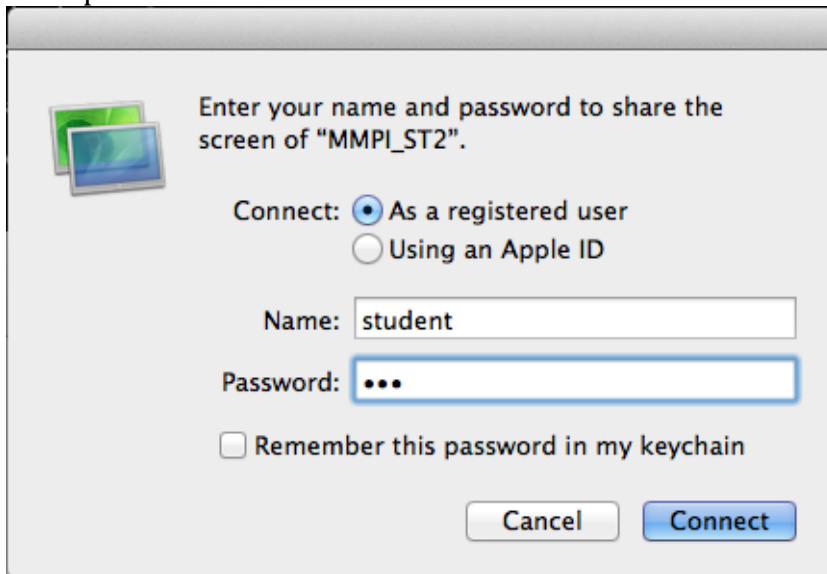 Enter your name and password to share the
screen of “MMPI_ST2”.
Connect: As a registered user
Using an Apple ID
Name: student
Password: •••
Remember this password in my keychain
Cancel Connect